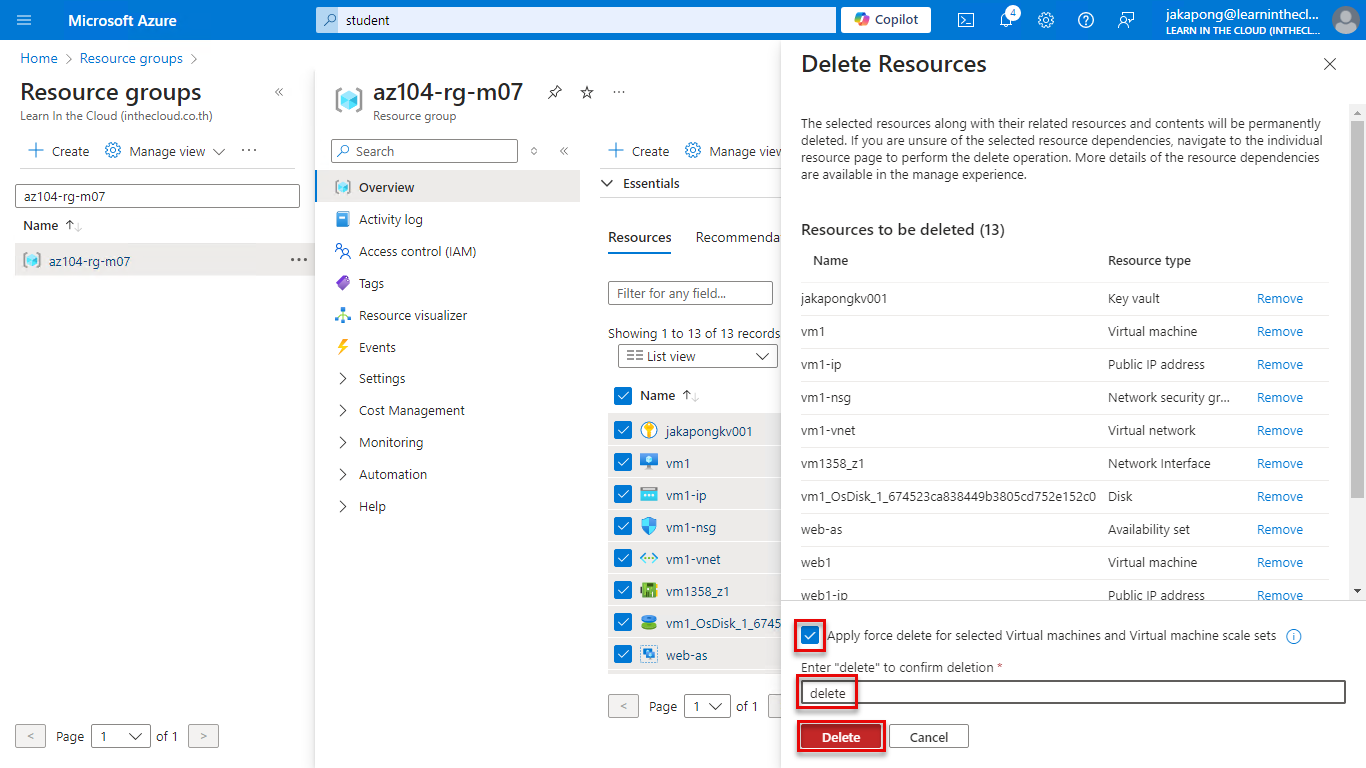 Microsoft Azure
student
Copilot
4
jakapong@learninthecl...
LEARN IN THE CLOUD (INTHECLC...
Home
Resource groups
Resource groups
«
Learn In the Cloud (inthecloud.co.th)
Create
Manage view
···
az104-rg-m07
Name
az104-rg-m07
···
<
Page
1
of 1
>
az104-rg-m07
···
Resource group
Search
«
Overview
Activity log
Access control (IAM)
Tags
Resource visualizer
Events
Settings
Cost Management
Monitoring
Automation
Help
Create
Manage view
Essentials
Resources
Recommenda
Filter for any field...
Showing 1 to 13 of 13 records
List view
Name
jakapongkv001
vm1
vm1-ip
vm1-nsg
vm1-vnet
vm1358_z1
vm1_OsDisk_1_6745
web-as
<
Page
1
of 1
Delete Resources
The selected resources along with their related resources and contents will be permanently
deleted. If you are unsure of the selected resource dependencies, navigate to the individual
resource page to perform the delete operation. More details of the resource dependencies
are available in the manage experience.
Resources to be deleted (13)
Name Resource type
jakapongkv001 Key vault Remove
vm1 Virtual machine Remove
vm1-ip Public IP address Remove
vm1-nsg Network security gr... Remove
vm1-vnet Virtual network Remove
vm1358_z1 Network Interface Remove
vm1_OsDisk_1_674523ca838449b3805cd752e152c0 Disk Remove
web-as Availability set Remove
web1 Virtual machine Remove
web1-ip Public IP address Remove
Apply force delete for selected Virtual machines and Virtual machine scale sets
Enter "delete" to confirm deletion *
delete
Delete
Cancel